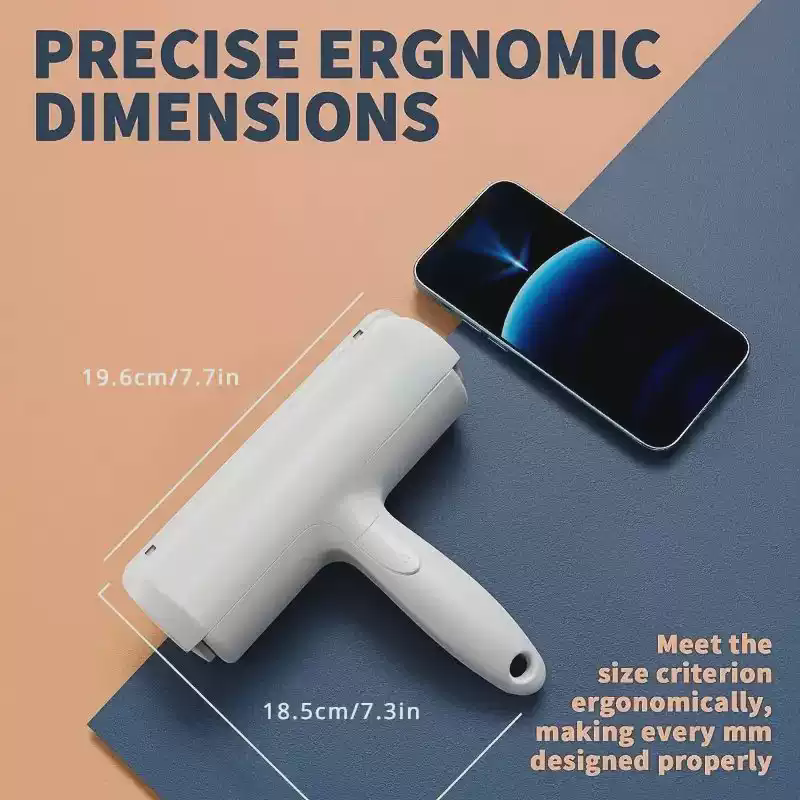 PRECISE ERGNOMIC
DIMENSIONS
19.6cm/7.7in
18.5cm/7.3in
Meet the
size criterion
ergonomically,
making every mm
designed properly